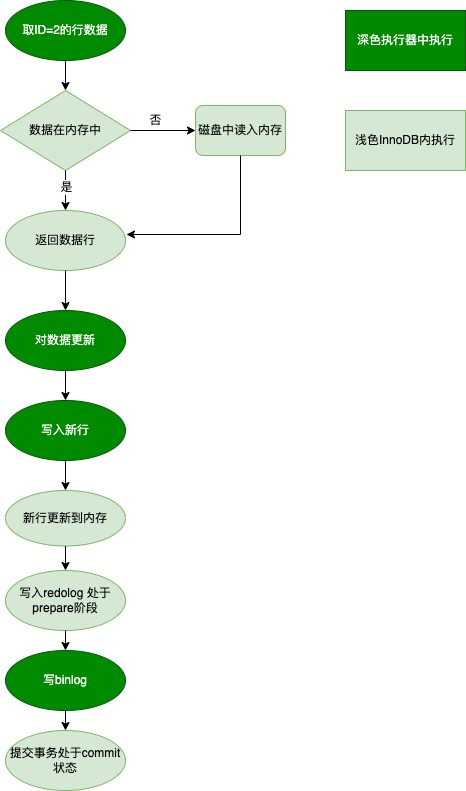 取ID=2的行数据
深色执行器中执行
数据在内存中
否
磁盘中读入内存
浅色InnoDB内执行
是
返回数据行
对数据更新
写入新行
新行更新到内存
写入redolog 处于
prepare阶段
写binlog
提交事务处于commit
状态